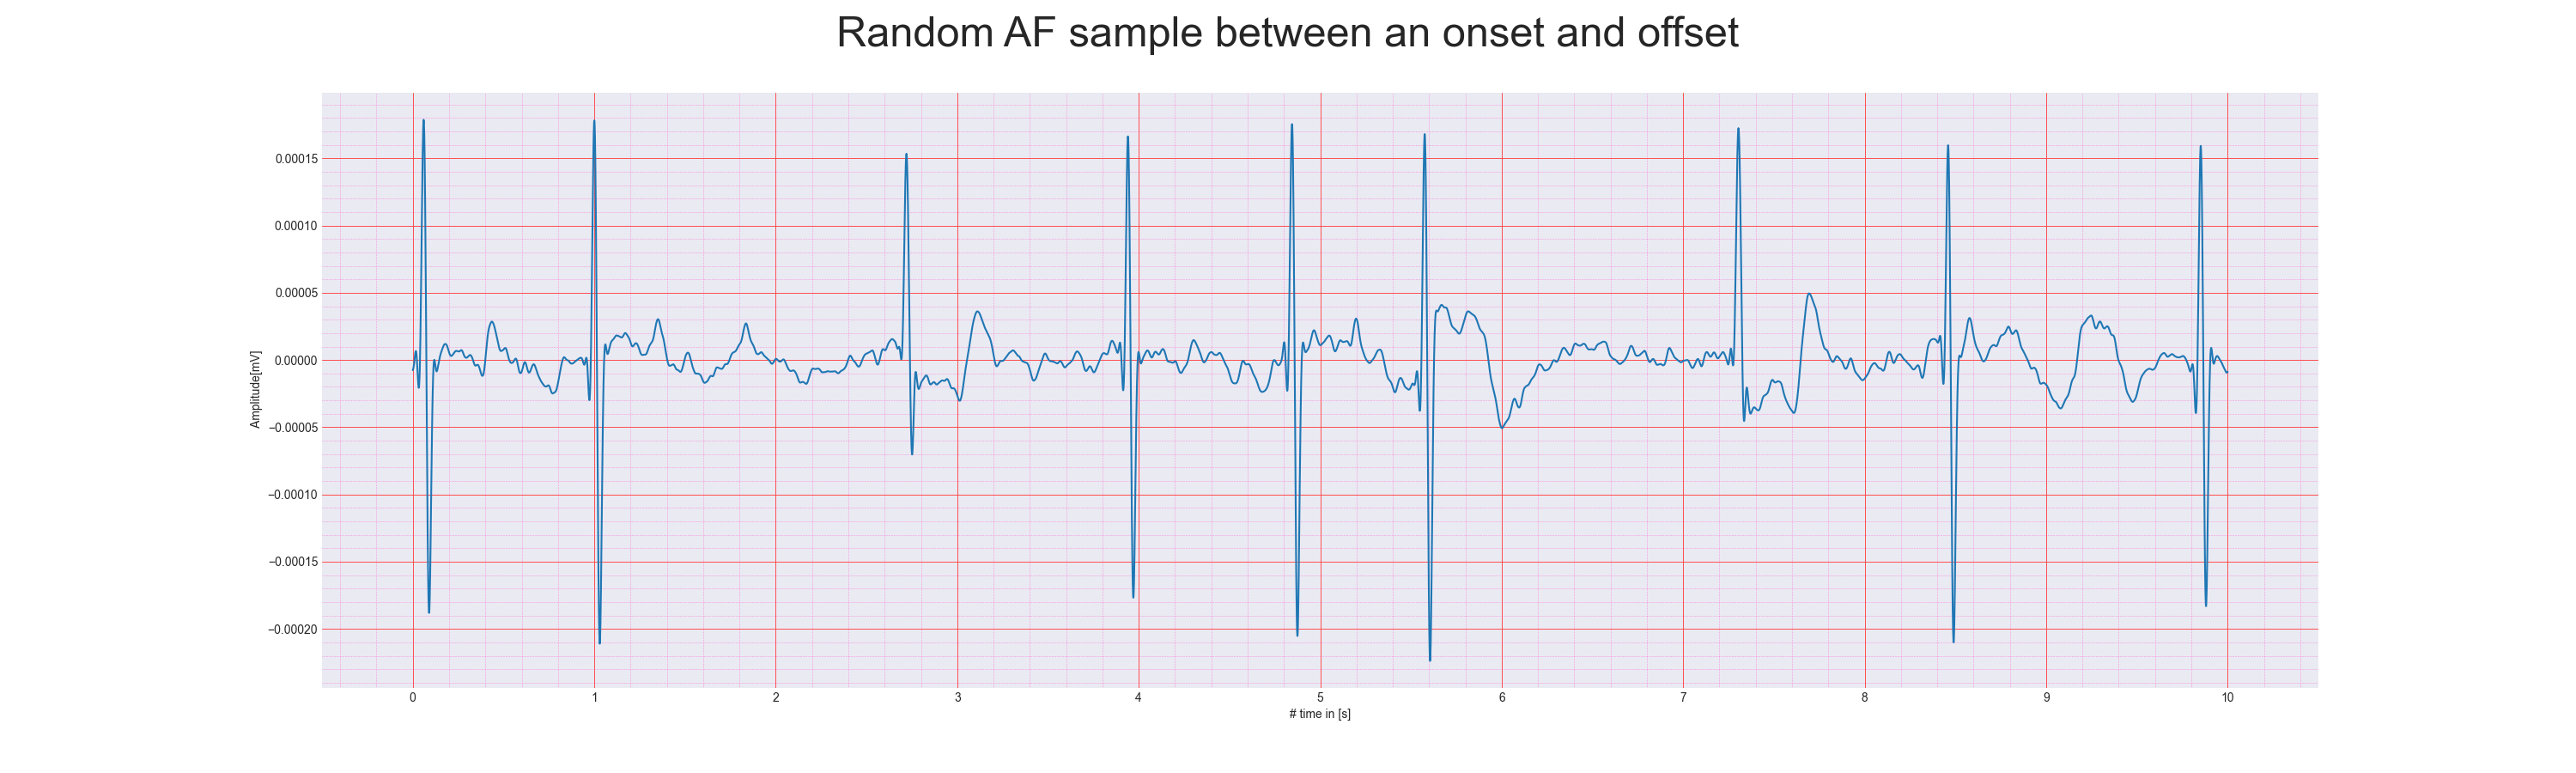 Random AF sample between an onset and offset
0.00015
0.00010
0.00005
0.00000
−0.00005
−0.00010
−0.00015
−0.00020
Amplitude[mV]
0 1 2 3 4 5 6 7 8 9 10
# time in [s]